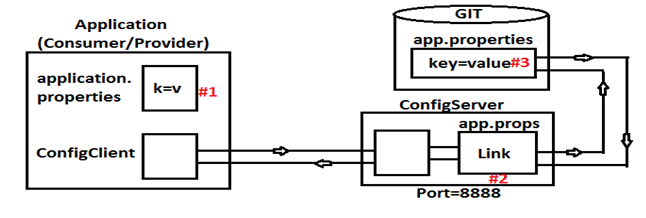 Application
(Consumer/Provider)
application.
properties
k=v
#1
ConfigClient
GIT
app.properties
key=value#3
ConfigServer
app.props
Link
#2
Port=8888